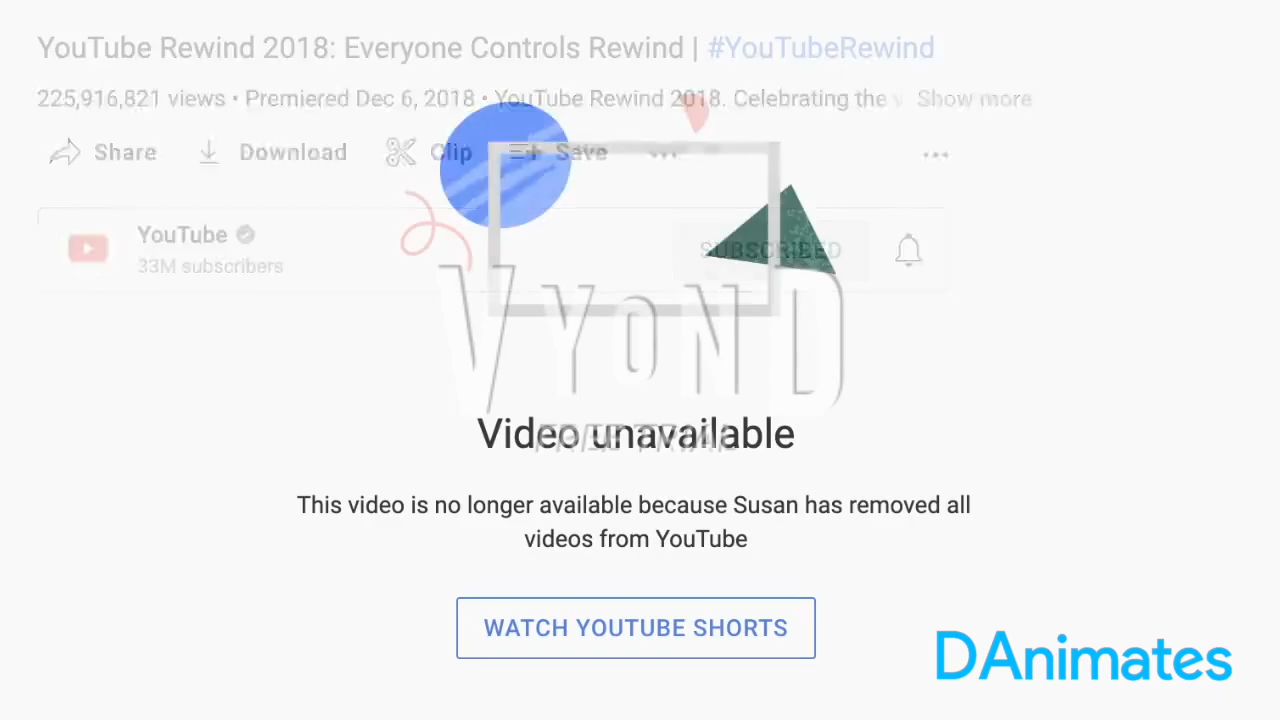 YouTube Rewind 2018: Everyone Controls Rewind | #YouTubeRewind
225,916,821 views • Premiered Dec 6, 2018 • YouTube Rewind 2018. Celebrating the v Show more
Share Download Clip Save
YouTube
33M subscribers
SUBSCRIBED
VYOND
FREE TRIAL
Video unavailable
This video is no longer available because Susan has removed all
videos from YouTube
WATCH YOUTUBE SHORTS
DAnimates